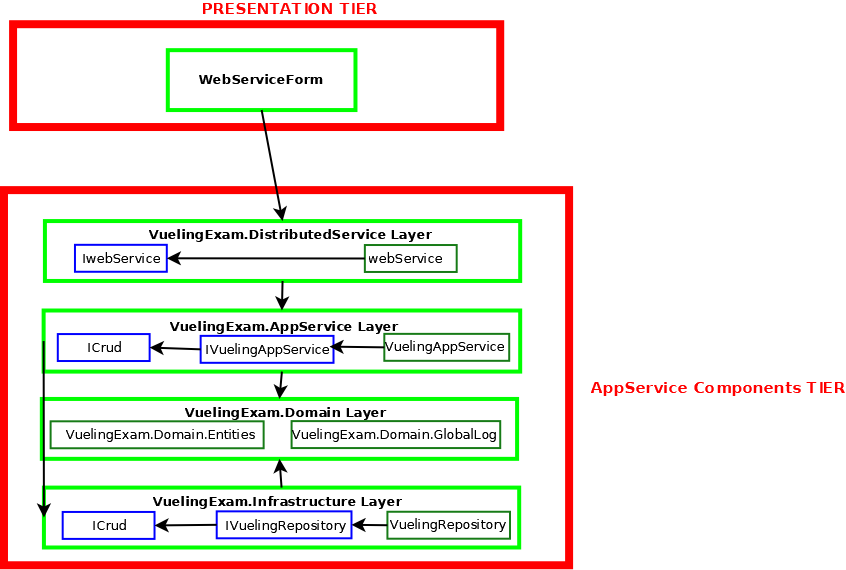 PRESENTATION TIER
WebServiceForm
VuelingExam.DistributedService Layer
IwebService
webService
VuelingExam.AppService Layer
ICrud
IVuelingAppService
VuelingAppService
AppService Components TIER
VuelingExam.Domain Layer
VuelingExam.Domain.Entities
VuelingExam.Domain.GlobalLog
VuelingExam.Infrastructure Layer
ICrud
IVuelingRepository
VuelingRepository